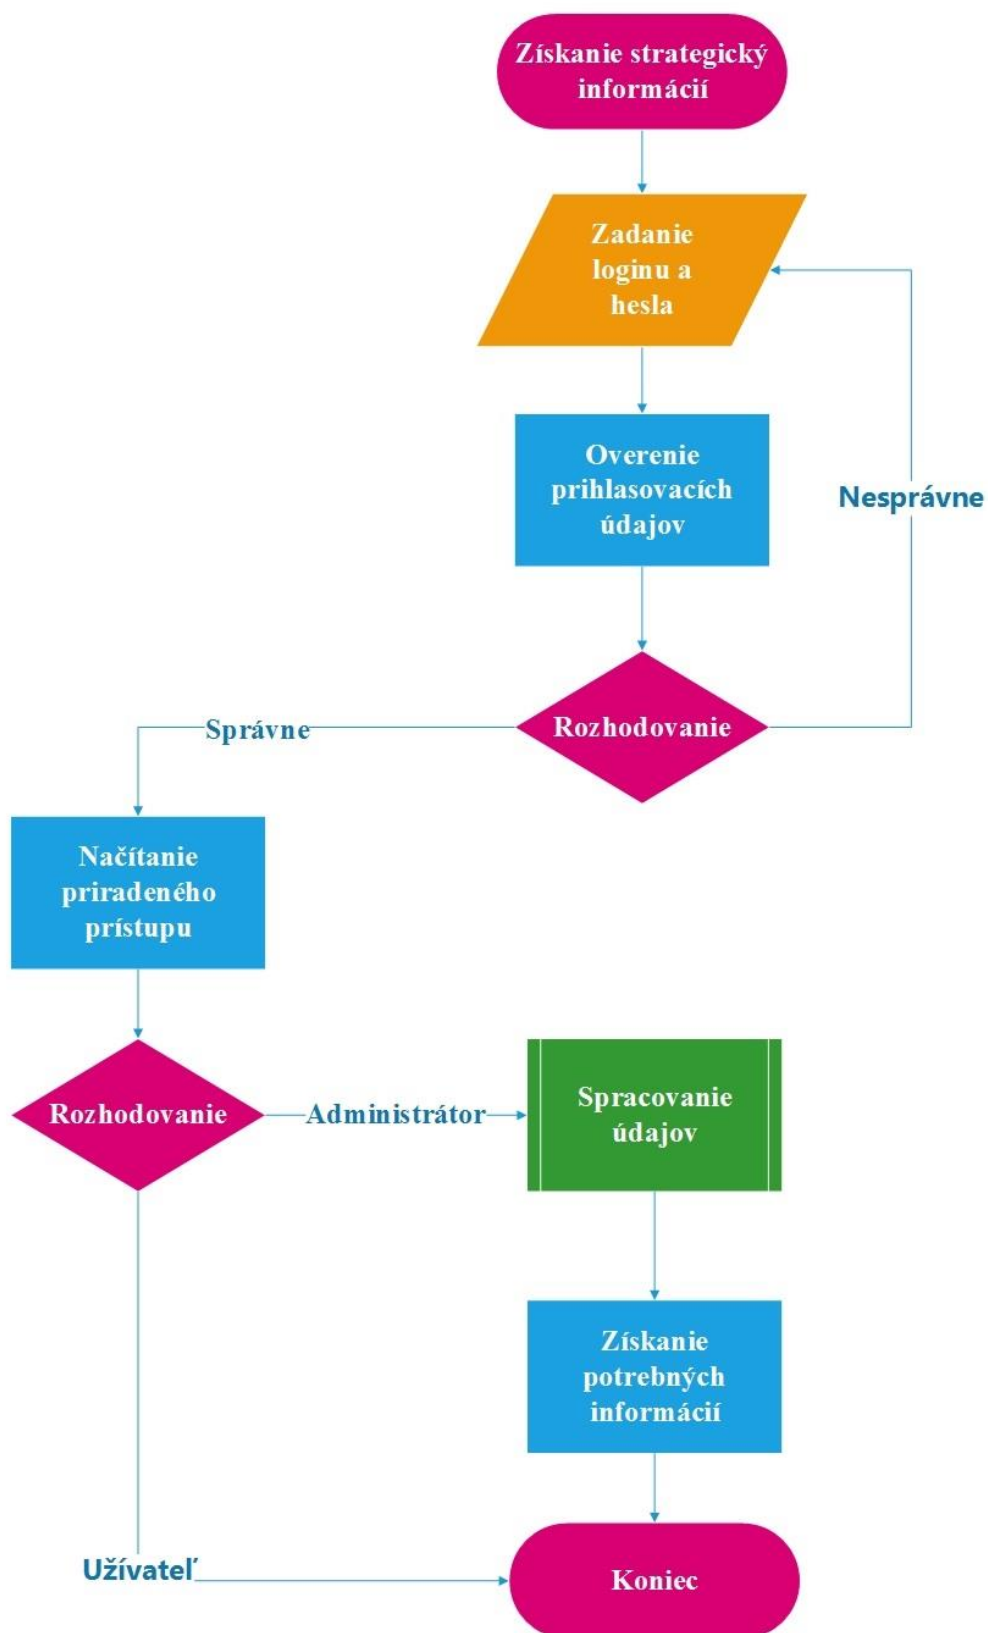 Získanie strategický
informácií
Zadanie
loginu a
hesla
Overenie
prihlasovacích
údajov
Nesprávne
Rozhodovanie
Správne
Načítanie
priradeného
prístupu
Rozhodovanie
Administrátor
Spracovanie
údajov
Získanie
potrebných
informácií
Užívateľ
Koniec